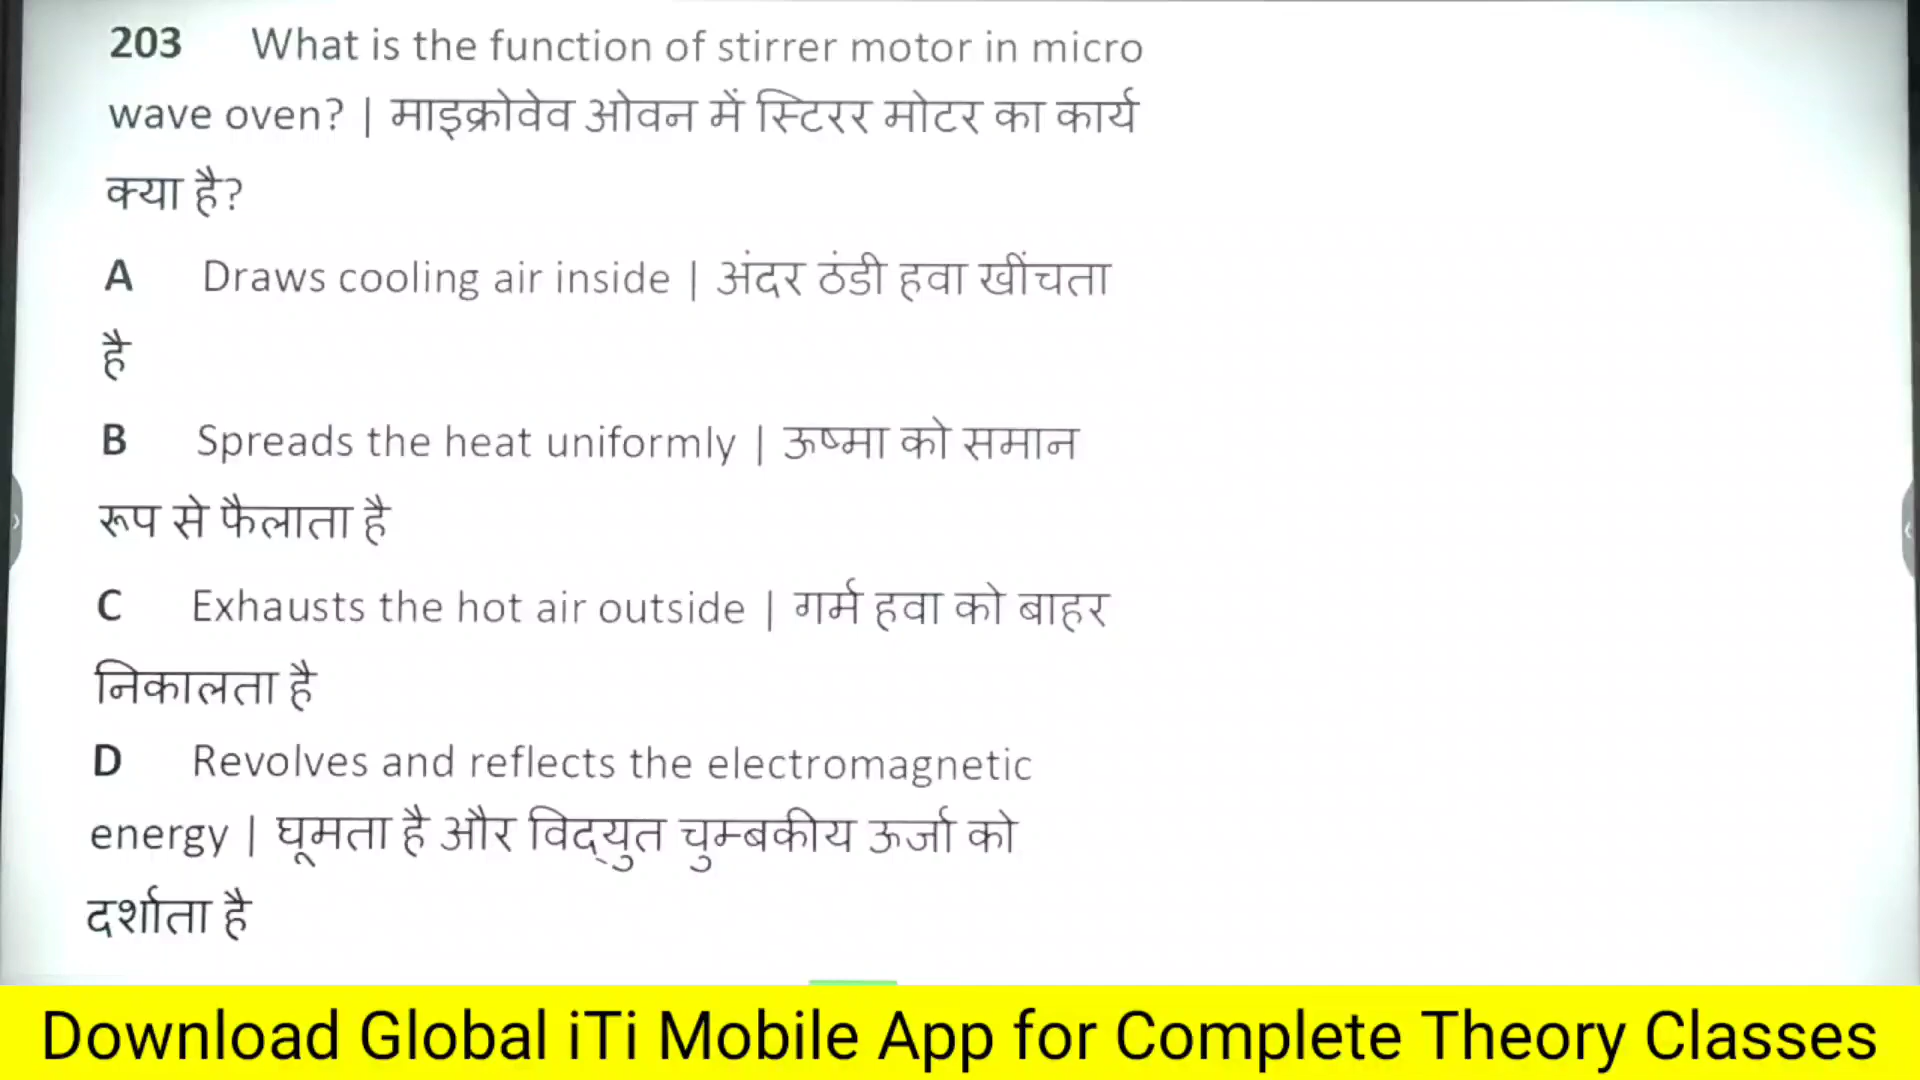 203 What is the function of stirrer motor in micro
wave oven? | माइक्रोवेव ओवन में स्टिरर मोटर का कार्य
क्या है?
A Draws cooling air inside | अंदर ठंडी हवा खींचता
है
B Spreads the heat uniformly | ऊष्मा को समान
रूप से फैलाता है
C Exhausts the hot air outside | गर्म हवा को बाहर
निकालता है
D Revolves and reflects the electromagnetic
energy | घूमता है और विद्युत चुम्बकीय ऊर्जा को
दर्शाता है
Download Global iTi Mobile App for Complete Theory Classes